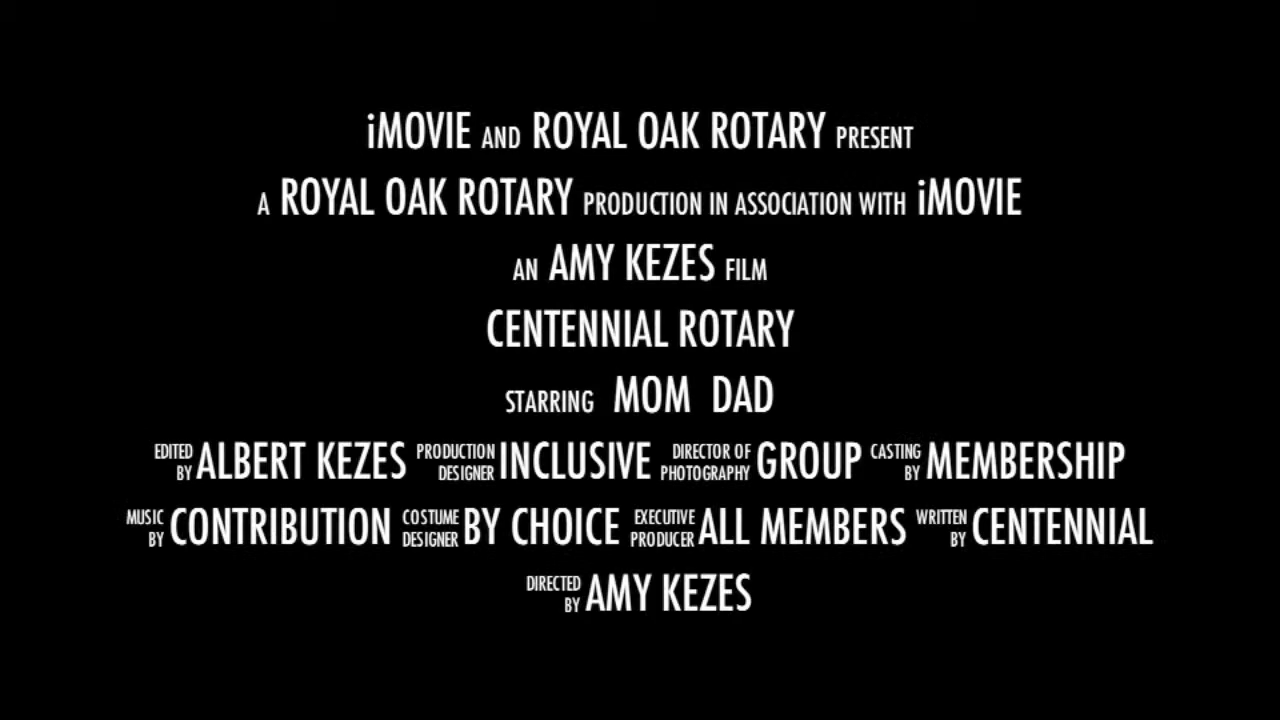 iMOVIE AND ROYAL OAK ROTARY PRESENT
A ROYAL OAK ROTARY PRODUCTION IN ASSOCIATION WITH iMOVIE
AN AMY KEZES FILM
CENTENNIAL ROTARY
STARRING MOM DAD
EDITED BY ALBERT KEZES PRODUCTION DESIGNER INCLUSIVE DIRECTOR OF PHOTOGRAPHY GROUP CASTING BY MEMBERSHIP
MUSIC BY CONTRIBUTION COSTUME DESIGNER BY CHOICE EXECUTIVE PRODUCER ALL MEMBERS WRITTEN BY CENTENNIAL
DIRECTED BY AMY KEZES